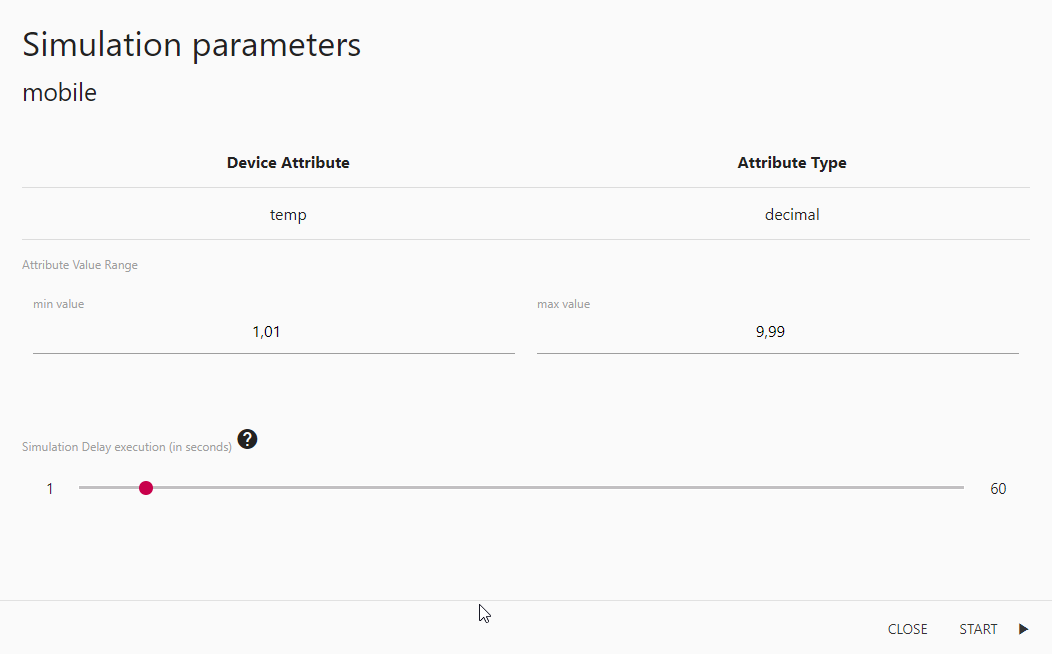 Simulation parameters
mobile
Device Attribute Attribute Type
temp decimal
Attribute Value Range
min value max value
1,01 9,99
Simulation Delay execution (in seconds) ?
1 60
CLOSE START